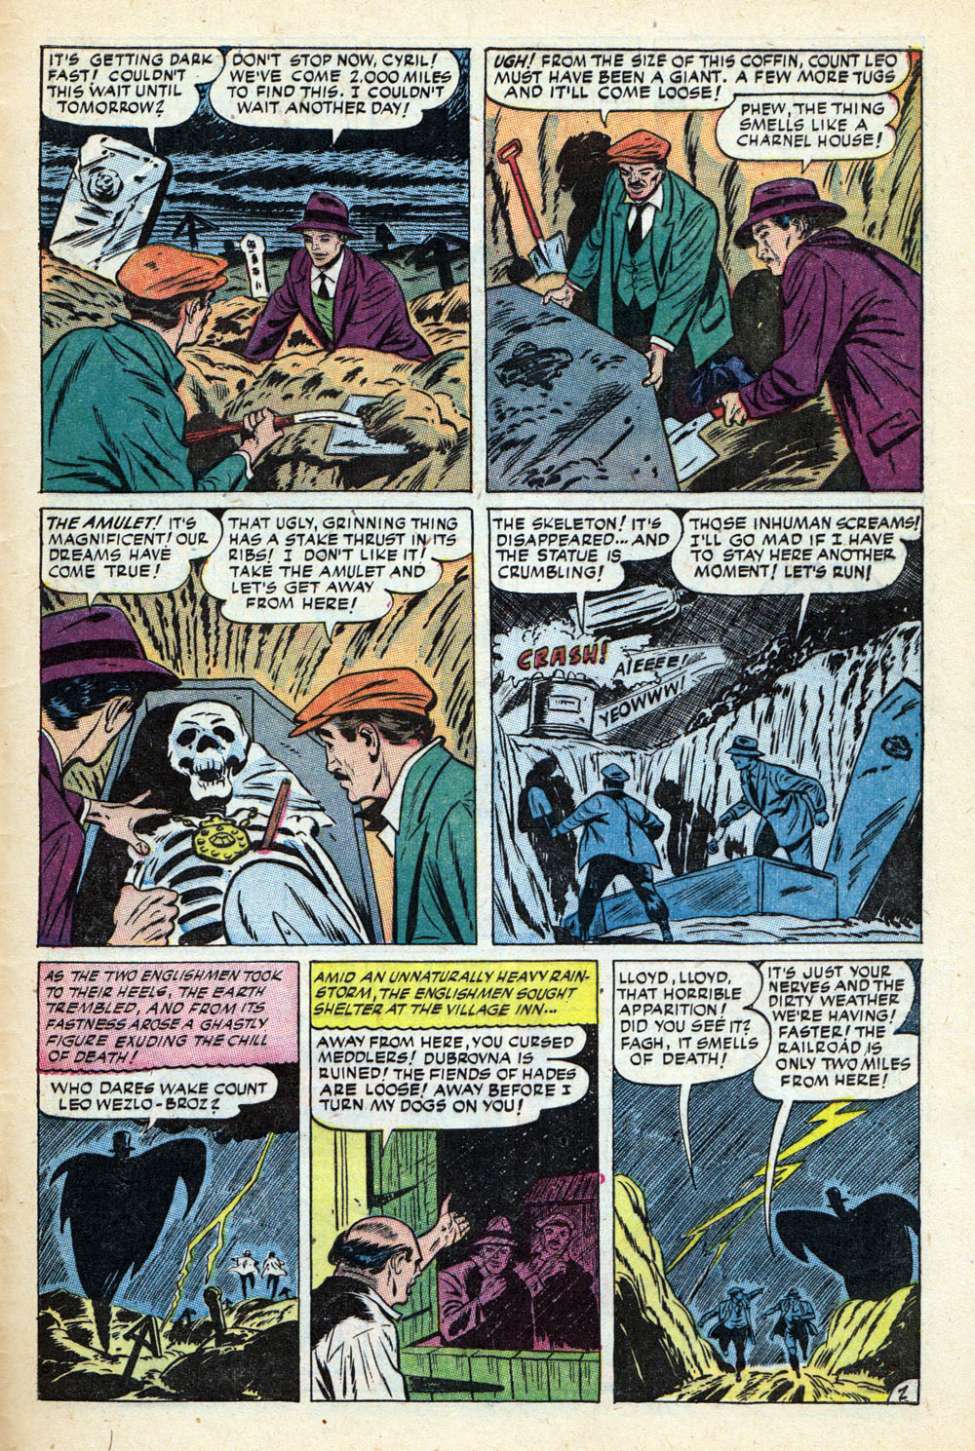 IT'S GETTING DARK
FAST! COULDN'T
THIS WAIT UNTIL
TOMORROW?
DON'T STOP NOW, CYRIL!
WE'VE COME 2,000 MILES
TO FIND THIS. I COULDN'T
WAIT ANOTHER DAY!
UGH! FROM THE SIZE OF THIS COFFIN, COUNT LEO
MUST HAVE BEEN A GIANT. A FEW MORE TUGS
AND IT'LL COME LOOSE!
PHEW, THE THING
SMELLS LIKE A
CHARNEL HOUSE!
THE AMULET! IT'S
MAGNIFICENT! OUR
DREAMS HAVE
COME TRUE!
THAT UGLY, GRINNING THING
HAS A STAKE THRUST IN ITS
RIBS! I DON'T LIKE IT!
TAKE THE AMULET AND
LET'S GET AWAY
FROM HERE!
THE SKELETON! IT'S
DISAPPEARED... AND
THE STATUE IS
CRUMBLING!
THOSE INHUMAN SCREAMS!
I'LL GO MAD IF I HAVE
TO STAY HERE ANOTHER
MOMENT! LET'S RUN!
CRASH!
AIEEEE!
YEOWWW!
AS THE TWO ENGLISHMEN TOOK
TO THEIR HEELS, THE EARTH
TREMBLED, AND FROM ITS
FASTNESS AROSE A GHASTLY
FIGURE EXUDING THE CHILL
OF DEATH!
WHO DARES WAKE COUNT
LEO WEZLO-BROZ?
AMID AN UNNATURALLY HEAVY RAIN-
STORM, THE ENGLISHMEN SOUGHT
SHELTER AT THE VILLAGE INN...
AWAY FROM HERE, YOU CURSED
MEDDLERS! DUBROVNA IS
RUINED! THE FIENDS OF HADES
ARE LOOSE! AWAY BEFORE I
TURN MY DOGS ON YOU!
LLOYD, LLOYD,
THAT HORRIBLE
APPARITION!
DID YOU SEE IT?
FAGH, IT SMELLS
OF DEATH!
IT'S JUST YOUR
NERVES AND THE
DIRTY WEATHER
WE'RE HAVING!
FASTER! THE
RAILROAD IS
ONLY TWO MILES
FROM HERE!
2